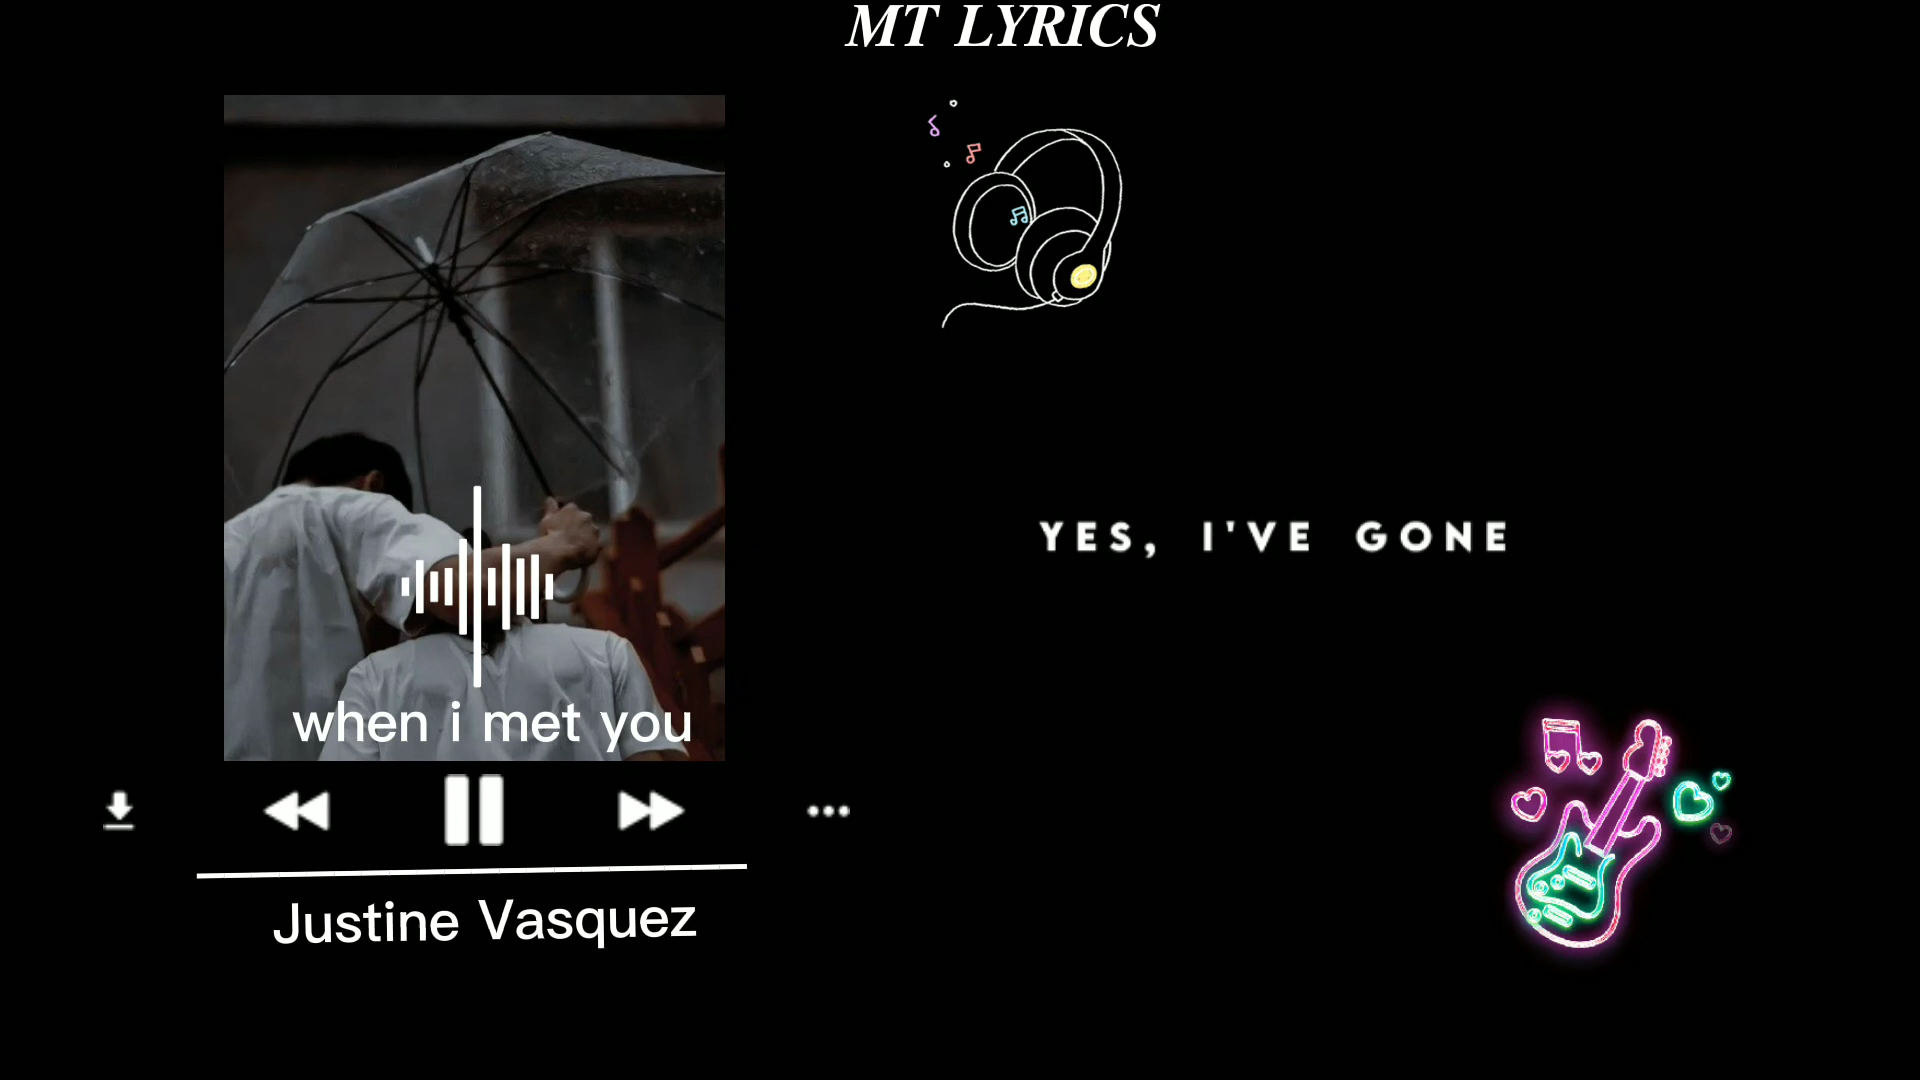 MT LYRICS
YES, I'VE GONE
when i met you
Justine Vasquez